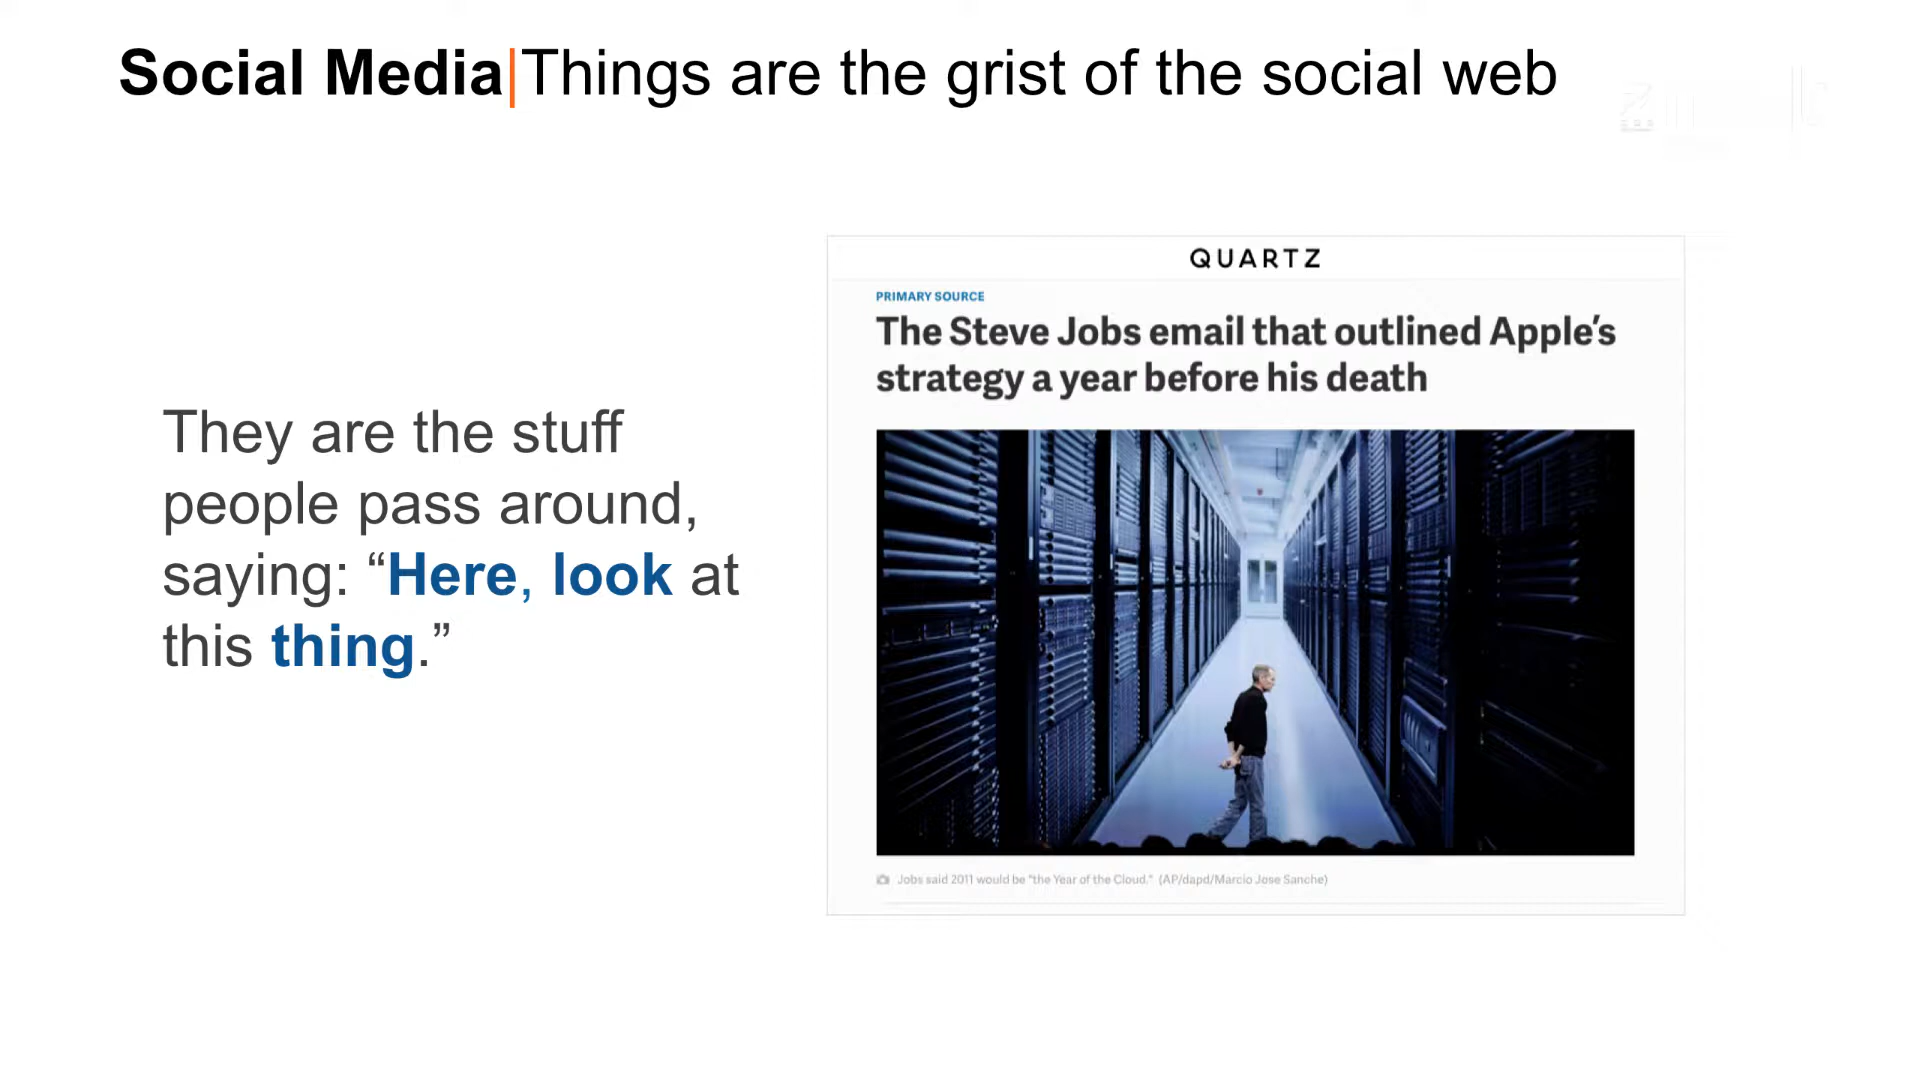 Social Media|Things are the grist of the social web
They are the stuff
people pass around,
saying: “Here, look at
this thing.”
QUARTZ
PRIMARY SOURCE
The Steve Jobs email that outlined Apple’s
strategy a year before his death
Jobs said 2011 would be "the Year of the Cloud." (AP/dapd/Marcio Jose Sanche)